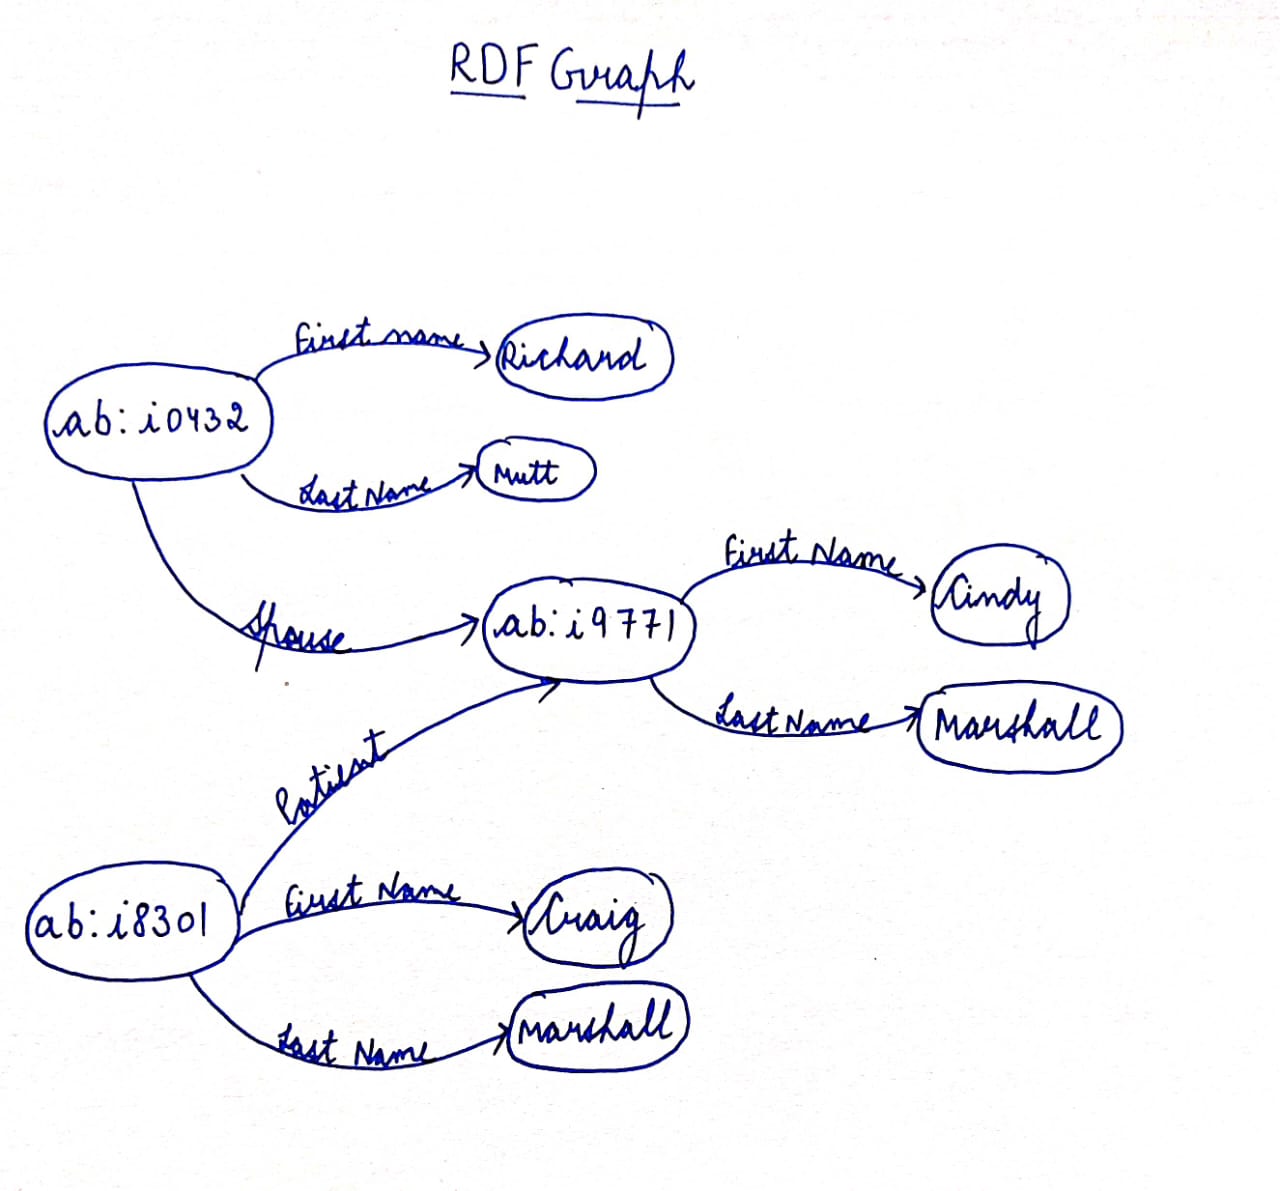 RDF Graph
First name
Richard
ab: i0432
Last Name
Mutt
First Name
Cindy
Spouse
ab: i9771
Last Name
Marshall
Patient
First Name
Craig
ab: i8301
Last Name
Marshall